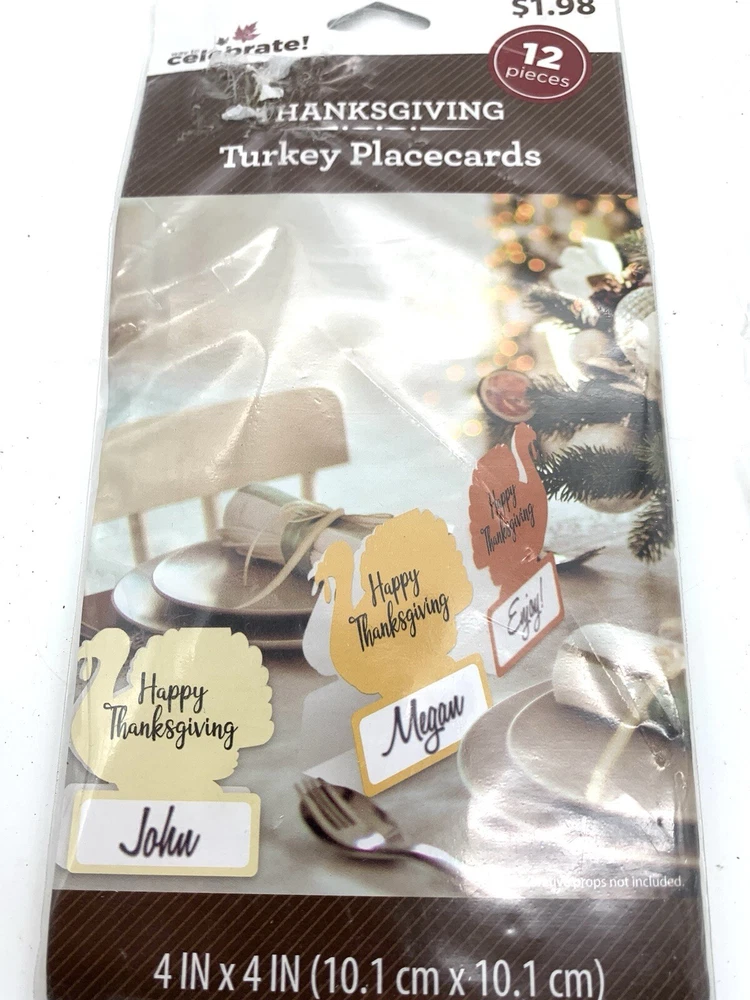 $1.98
celebrate!
12
pieces
THANKSGIVING
Turkey Placecards
Happy
Thanksgiving
Enjoy!
Happy
Thanksgiving
Megan
Happy
Thanksgiving
John
props not included.
4 IN x 4 IN (10.1 cm x 10.1 cm)